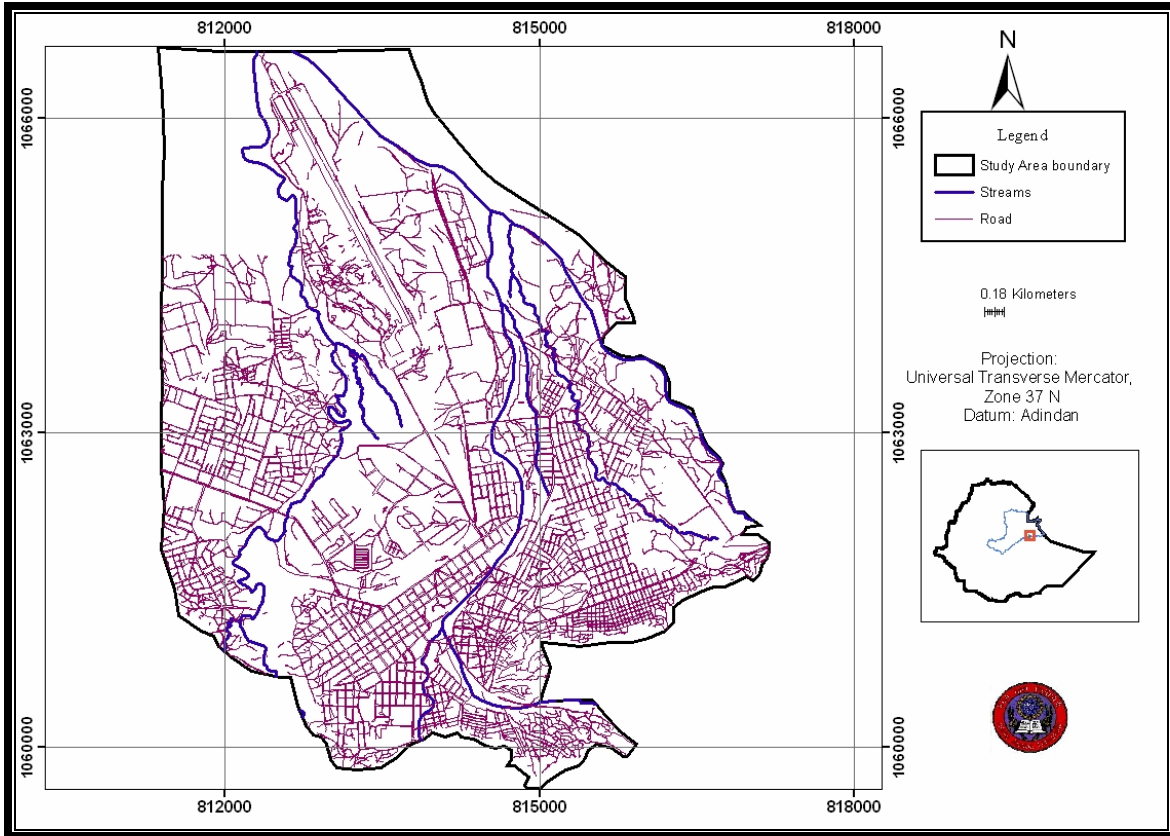 812000
815000
818000
N
1066000
1066000
Legend
Study Area boundary
Streams
Road
0.18 Kilometers
Projection:
Universal Transverse Mercator,
Zone 37 N
Datum: Adindan
1063000
1063000
1060000
1060000
812000
815000
818000